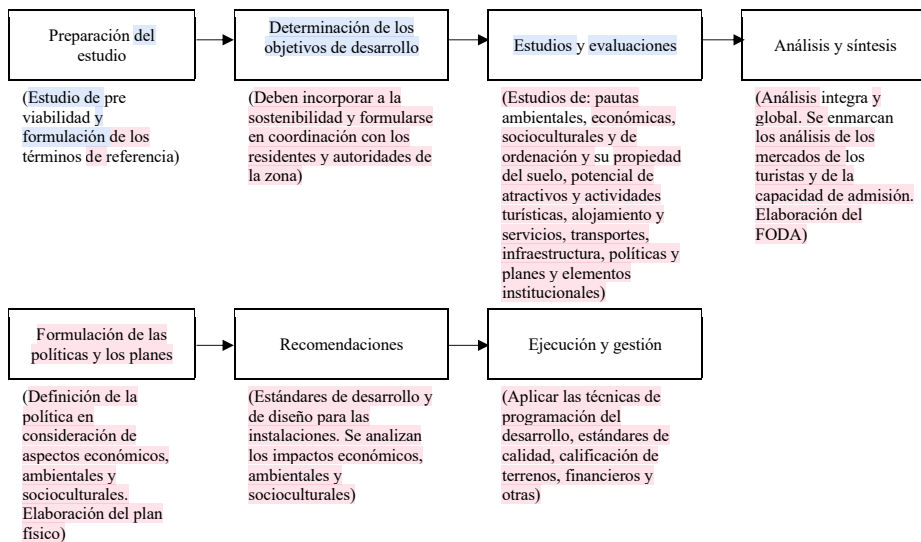 Preparación del
estudio
Determinación de los
objetivos de desarrollo
Estudios y evaluaciones
Análisis y síntesis
(Estudio de pre
viabilidad y
formulación de los
términos de referencia)
(Deben incorporar a la
sostenibilidad y formularse
en coordinación con los
residentes y autoridades de
la zona)
(Estudios de: pautas
ambientales, económicas,
socioculturales y de
ordenación y su propiedad
del suelo, potencial de
atractivos y actividades
turísticas, alojamiento y
servicios, transportes,
infraestructura, políticas y
planes y elementos
institucionales)
(Análisis integra y
global. Se enmarcan
los análisis de los
mercados de los
turistas y de la
capacidad de admisión.
Elaboración del
FODA)
Formulación de las
políticas y los planes
Recomendaciones
Ejecución y gestión
(Definición de la
política en
consideración de
aspectos económicos,
ambientales y
socioculturales.
Elaboración del plan
físico)
(Estándares de desarrollo y
de diseño para las
instalaciones. Se analizan
los impactos económicos,
ambientales y
socioculturales)
(Aplicar las técnicas de
programación del
desarrollo, estándares de
calidad, calificación de
terrenos, financieros y
otras)